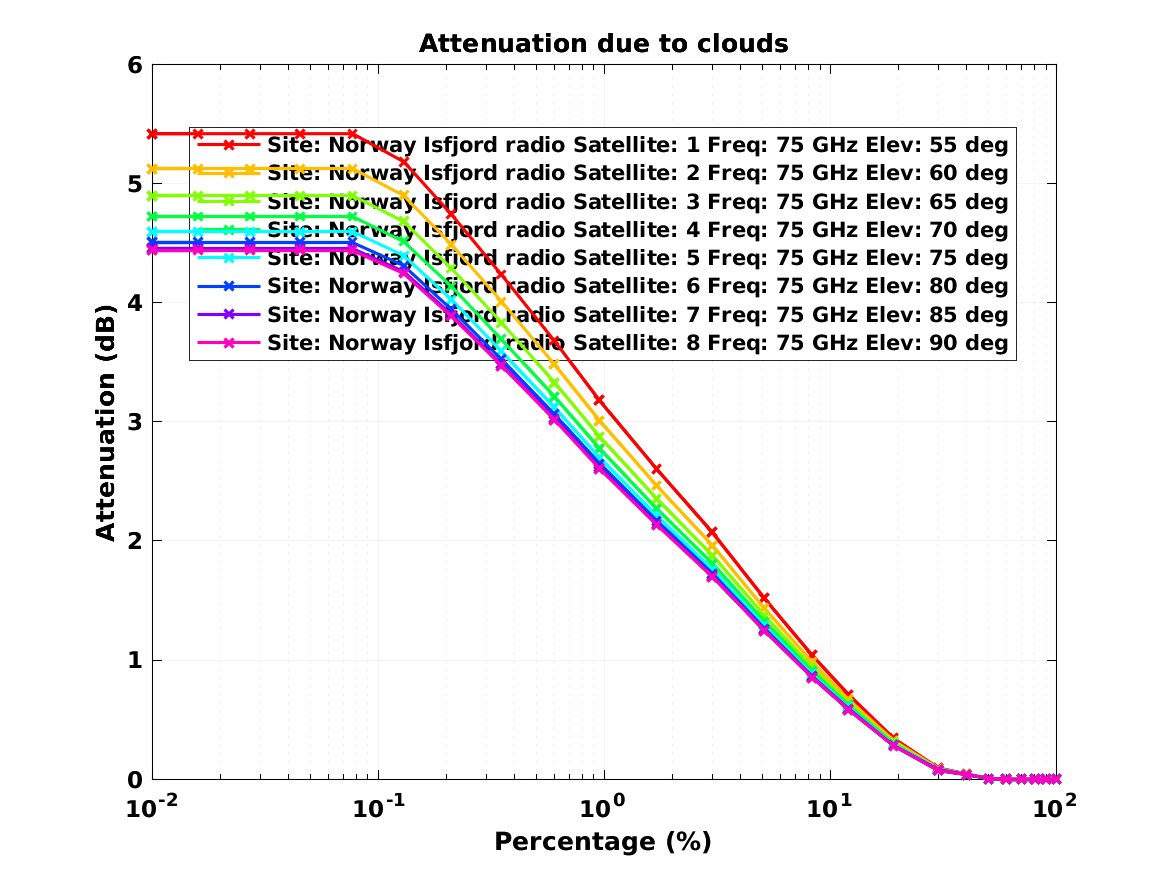 Attenuation due to clouds
6
5
4
3
2
1
0
Attenuation (dB)
Site: Norway Isfjord radio Satellite: 1 Freq: 75 GHz Elev: 55 deg
Site: Norway Isfjord radio Satellite: 2 Freq: 75 GHz Elev: 60 deg
Site: Norway Isfjord radio Satellite: 3 Freq: 75 GHz Elev: 65 deg
Site: Norway Isfjord radio Satellite: 4 Freq: 75 GHz Elev: 70 deg
Site: Norway Isfjord radio Satellite: 5 Freq: 75 GHz Elev: 75 deg
Site: Norway Isfjord radio Satellite: 6 Freq: 75 GHz Elev: 80 deg
Site: Norway Isfjord radio Satellite: 7 Freq: 75 GHz Elev: 85 deg
Site: Norway Isfjord radio Satellite: 8 Freq: 75 GHz Elev: 90 deg
10^-2 10^-1 10^0 10^1 10^2
Percentage (%)